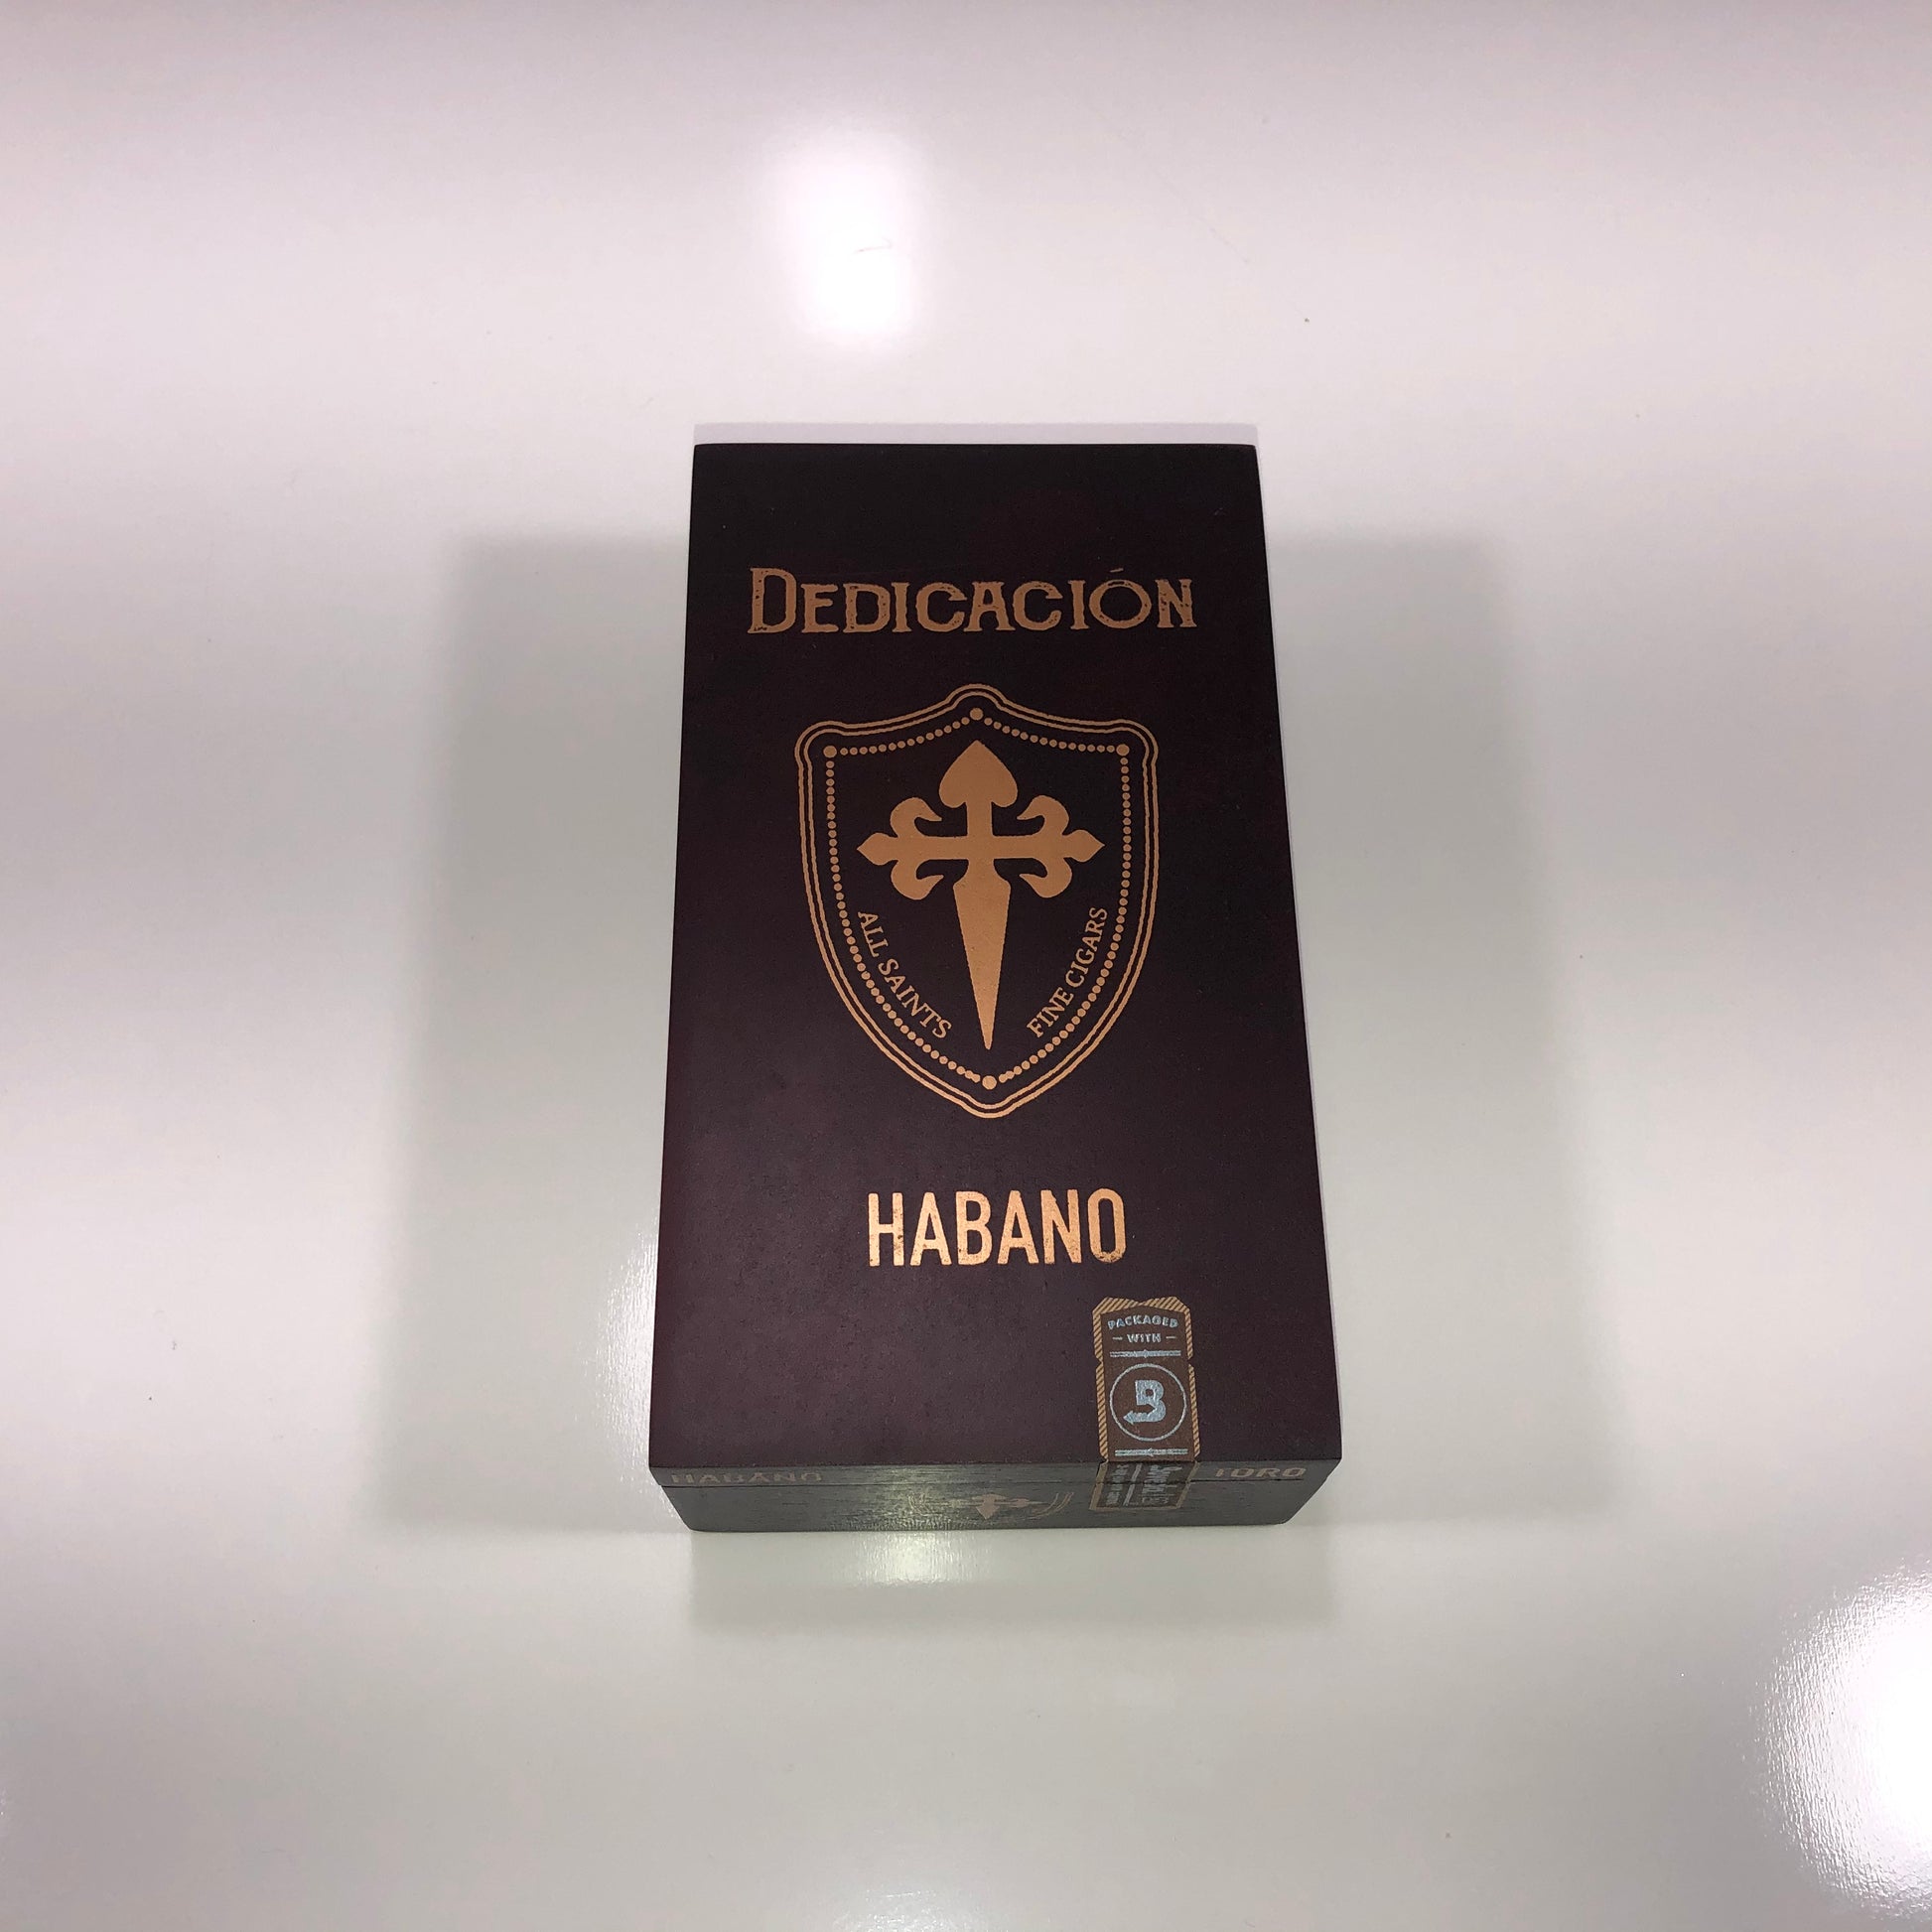 DEDICACIÓN
ALL SAINTS
FINE CIGARS
HABANO
PACKAGED
WITH
B
HABANO
TORO